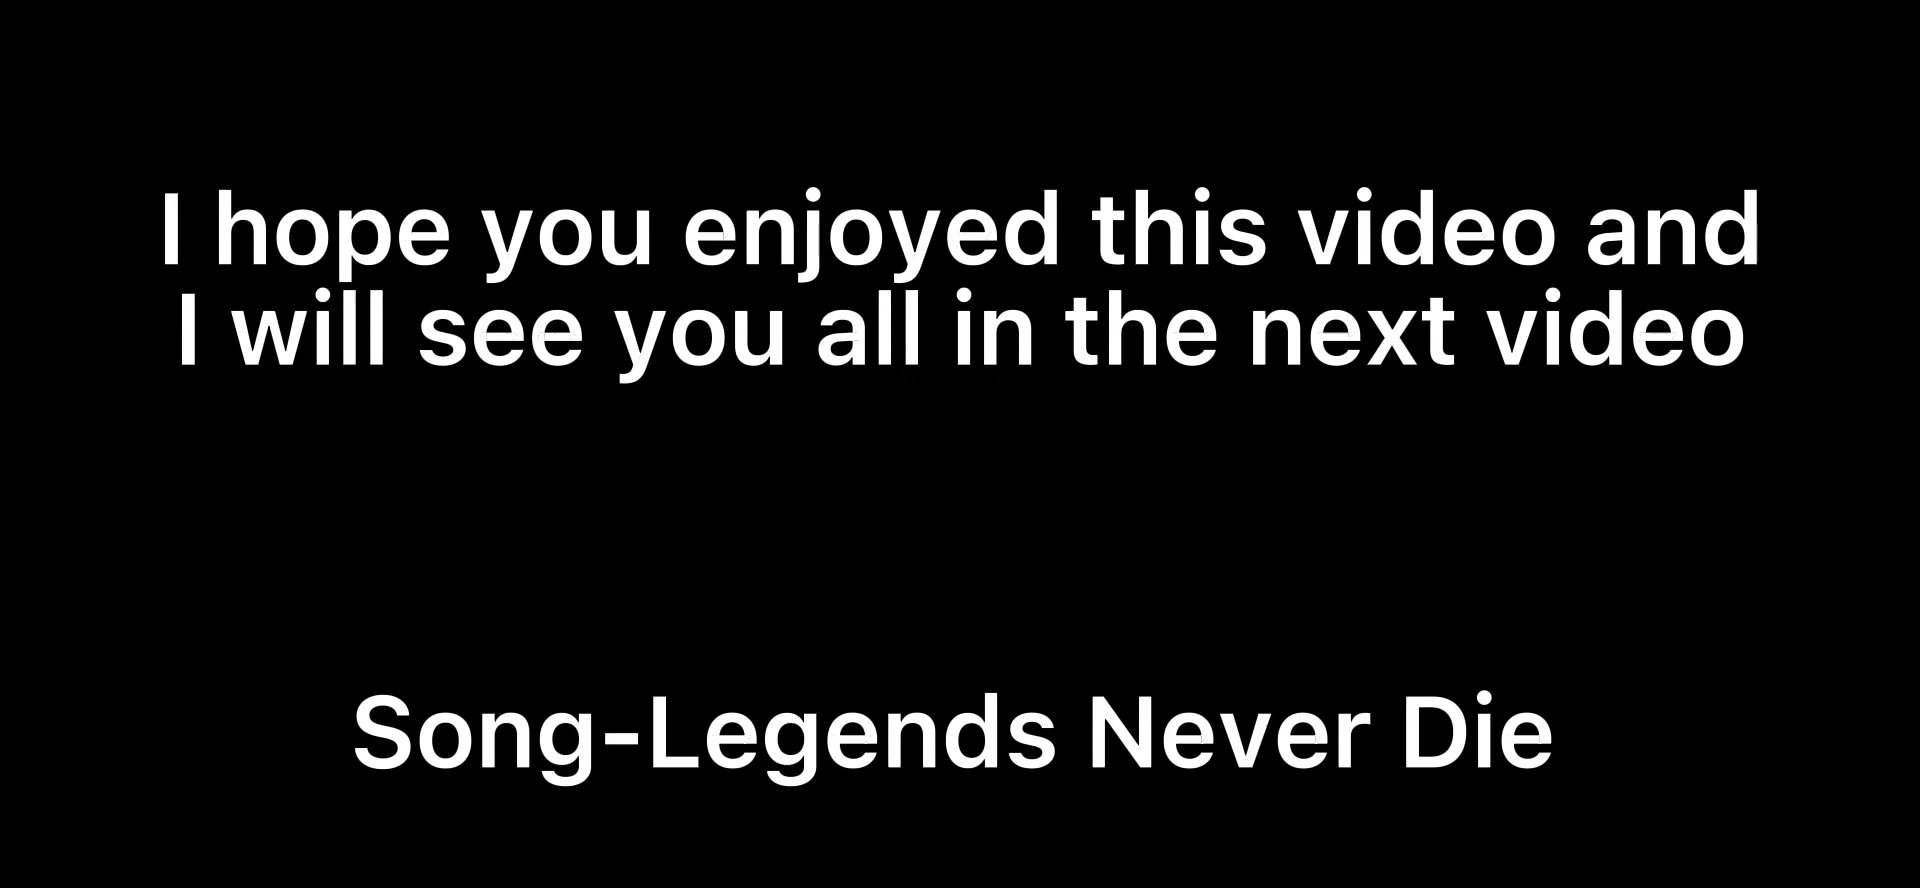 I hope you enjoyed this video and
I will see you all in the next video
Song-Legends Never Die